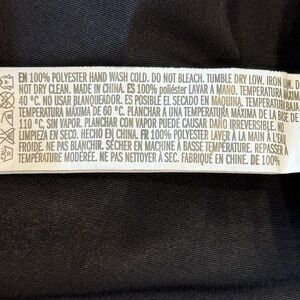 EN 100% POLYESTER HAND WASH COLD. DO NOT BLEACH. TUMBLE DRY LOW. IRON LOW. D
NOT DRY CLEAN. MADE IN CHINA. ES 100% poliéster LAVAR A MANO. TEMPERATURA MÁXIMA
40 °C. NO USAR BLANQUEADOR. ES POSIBLE EL SECADO EN MÁQUINA. TEMPERATURA BAJA
TEMPERATURA MÁXIMA DE 60 °C. PLANCHAR A UNA TEMPERATURA MÁXIMA DE LA BASE DE
110 °C, SIN VAPOR. PLANCHAR CON VAPOR PUEDE CAUSAR DAÑO IRREVERSIBLE. NO
LIMPIEZA EN SECO. HECHO EN CHINA. FR 100% POLYESTER LAVER À LA MAIN À L'EAU
FROIDE. NE PAS BLANCHIR. SÉCHER EN MACHINE À BASSE TEMPÉRATURE. REPASSER À
TEMPÉRATURE MODÉRÉE. NE PAS NETTOYER À SEC. FABRIQUÉ EN CHINE. DE 100%